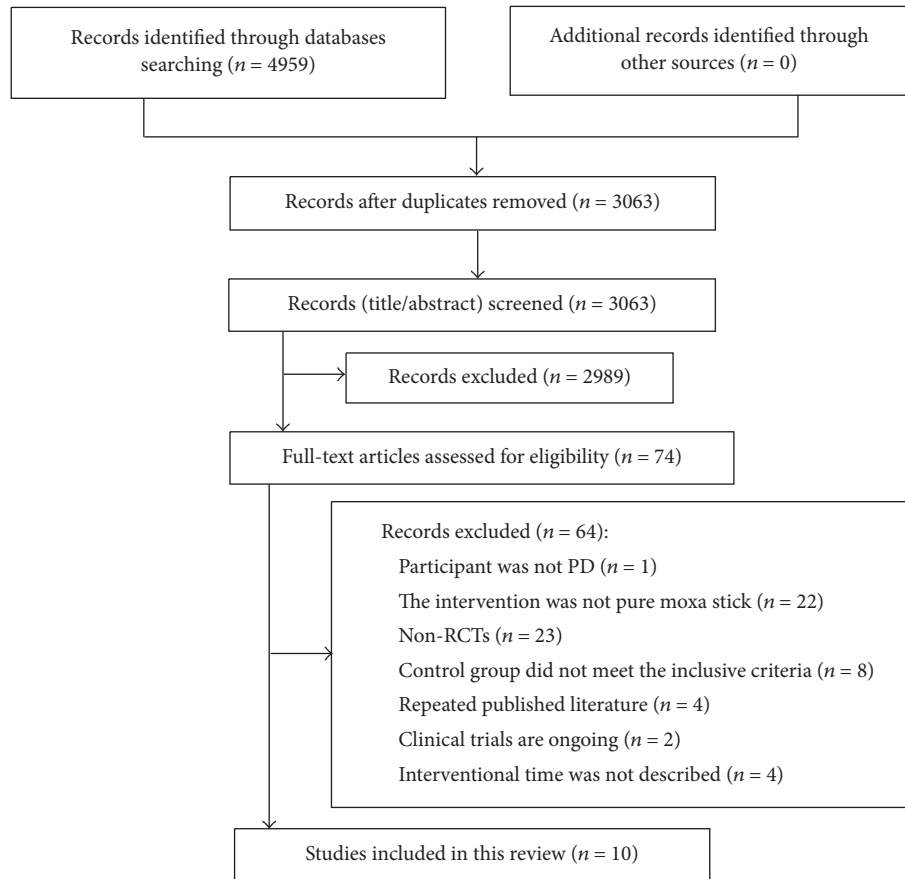 Records identified through databases
searching (n = 4959)
Additional records identified through
other sources (n = 0)
Records after duplicates removed (n = 3063)
Records (title/abstract) screened (n = 3063)
Records excluded (n = 2989)
Full-text articles assessed for eligibility (n = 74)
Records excluded (n = 64):
Participant was not PD (n = 1)
The intervention was not pure moxa stick (n = 22)
Non-RCTs (n = 23)
Control group did not meet the inclusive criteria (n = 8)
Repeated published literature (n = 4)
Clinical trials are ongoing (n = 2)
Interventional time was not described (n = 4)
Studies included in this review (n = 10)